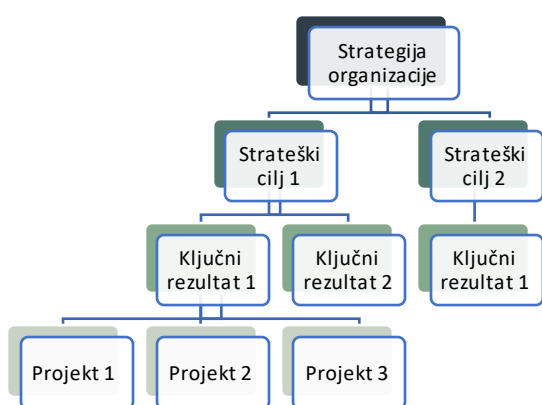 Strategija
organizacije
Strateški
cilj 1
Strateški
cilj 2
Ključni
rezultat 1
Ključni
rezultat 2
Ključni
rezultat 1
Projekt 1
Projekt 2
Projekt 3